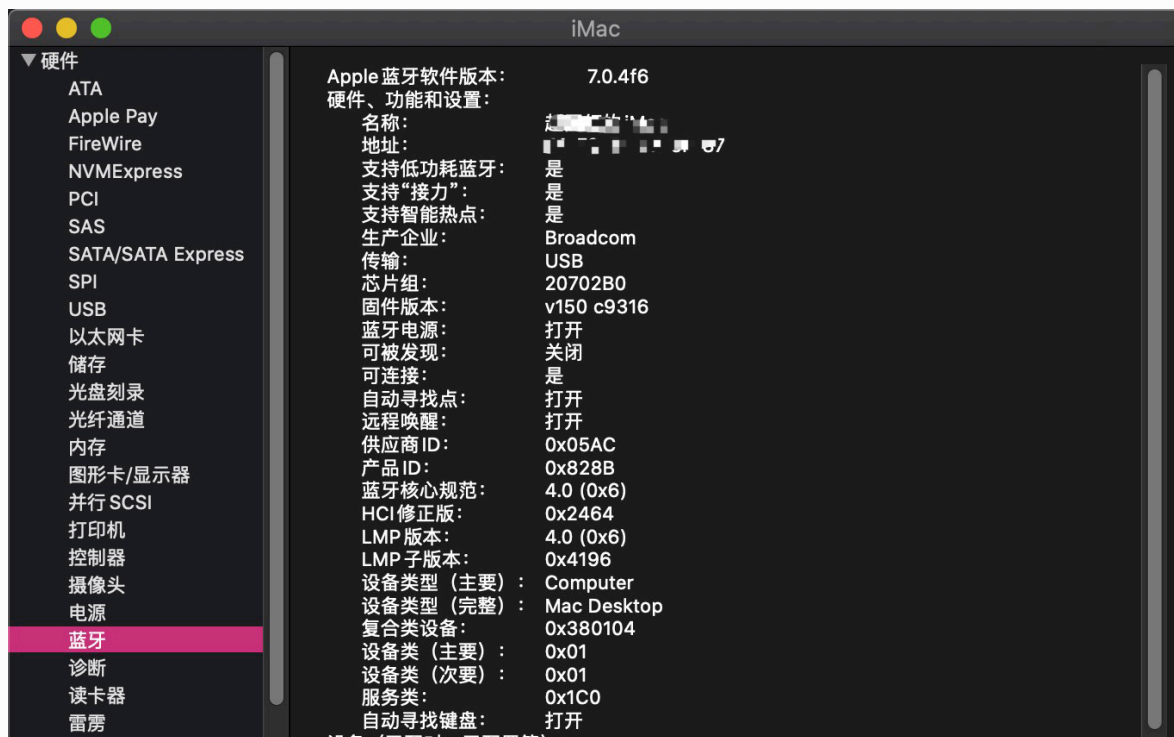 iMac
硬件
ATA
Apple Pay
FireWire
NVMExpress
PCI
SAS
SATA/SATA Express
SPI
USB
以太网卡
储存
光盘刻录
光纤通道
内存
图形卡/显示器
并行SCSI
打印机
控制器
摄像头
电源
蓝牙
诊断
读卡器
雷雳
Apple蓝牙软件版本： 7.0.4f6
硬件、功能和设置：
名称：
地址：
支持低功耗蓝牙： 是
支持“接力”： 是
支持智能热点： 是
生产企业： Broadcom
传输： USB
芯片组： 20702B0
固件版本： v150 c9316
蓝牙电源： 打开
可被发现： 关闭
可连接： 是
自动寻找点： 打开
远程唤醒： 打开
供应商ID： 0x05AC
产品ID： 0x828B
蓝牙核心规范： 4.0 (0x6)
HCI修正版： 0x2464
LMP版本： 4.0 (0x6)
LMP子版本： 0x4196
设备类型（主要）： Computer
设备类型（完整）： Mac Desktop
复合类设备： 0x380104
设备类（主要）： 0x01
设备类（次要）： 0x01
服务类： 0x1C0
自动寻找键盘： 打开